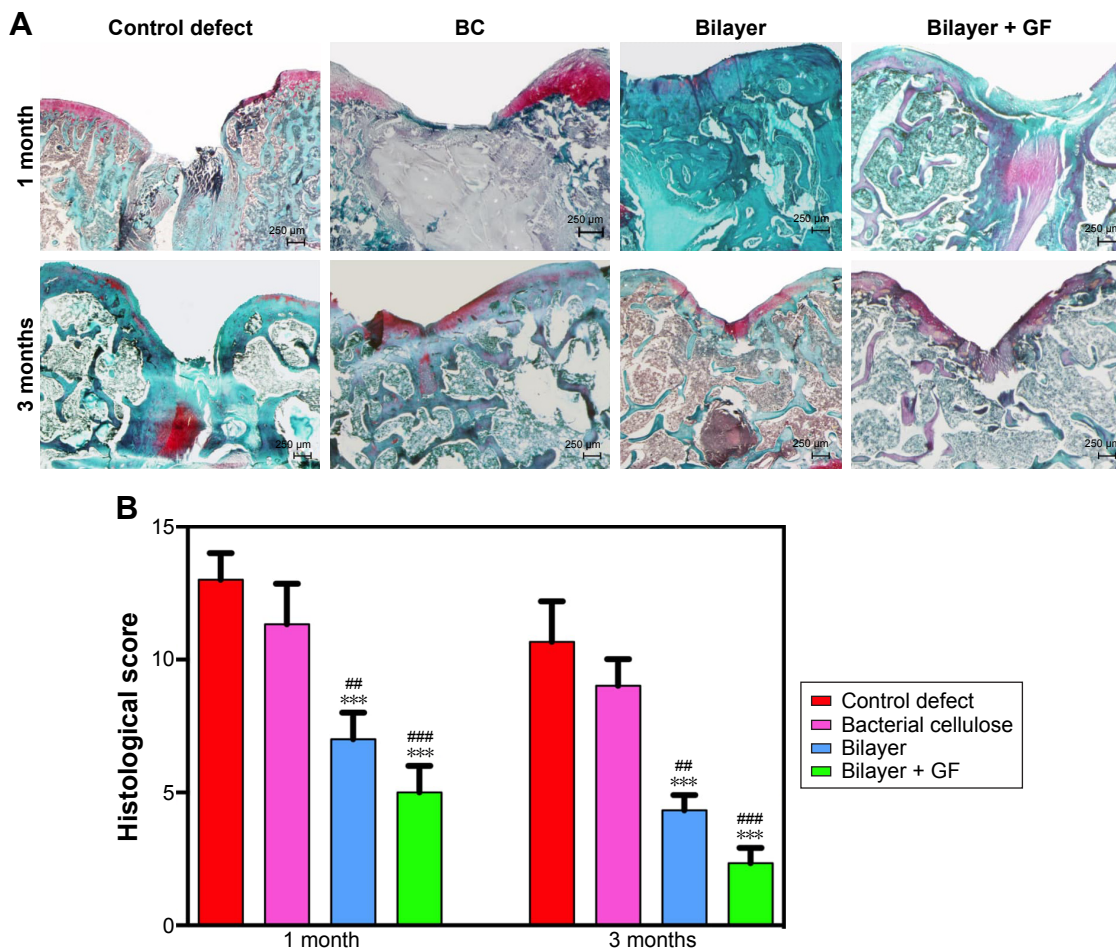 A
Control defect
BC
Bilayer
Bilayer + GF
1 month
250 µm
250 µm
250 µm
250 µm
3 months
250 µm
250 µm
250 µm
250 µm
B
Histological score
15
10
5
0
##
***
###
***
##
***
###
***
1 month
3 months
Control defect
Bacterial cellulose
Bilayer
Bilayer + GF